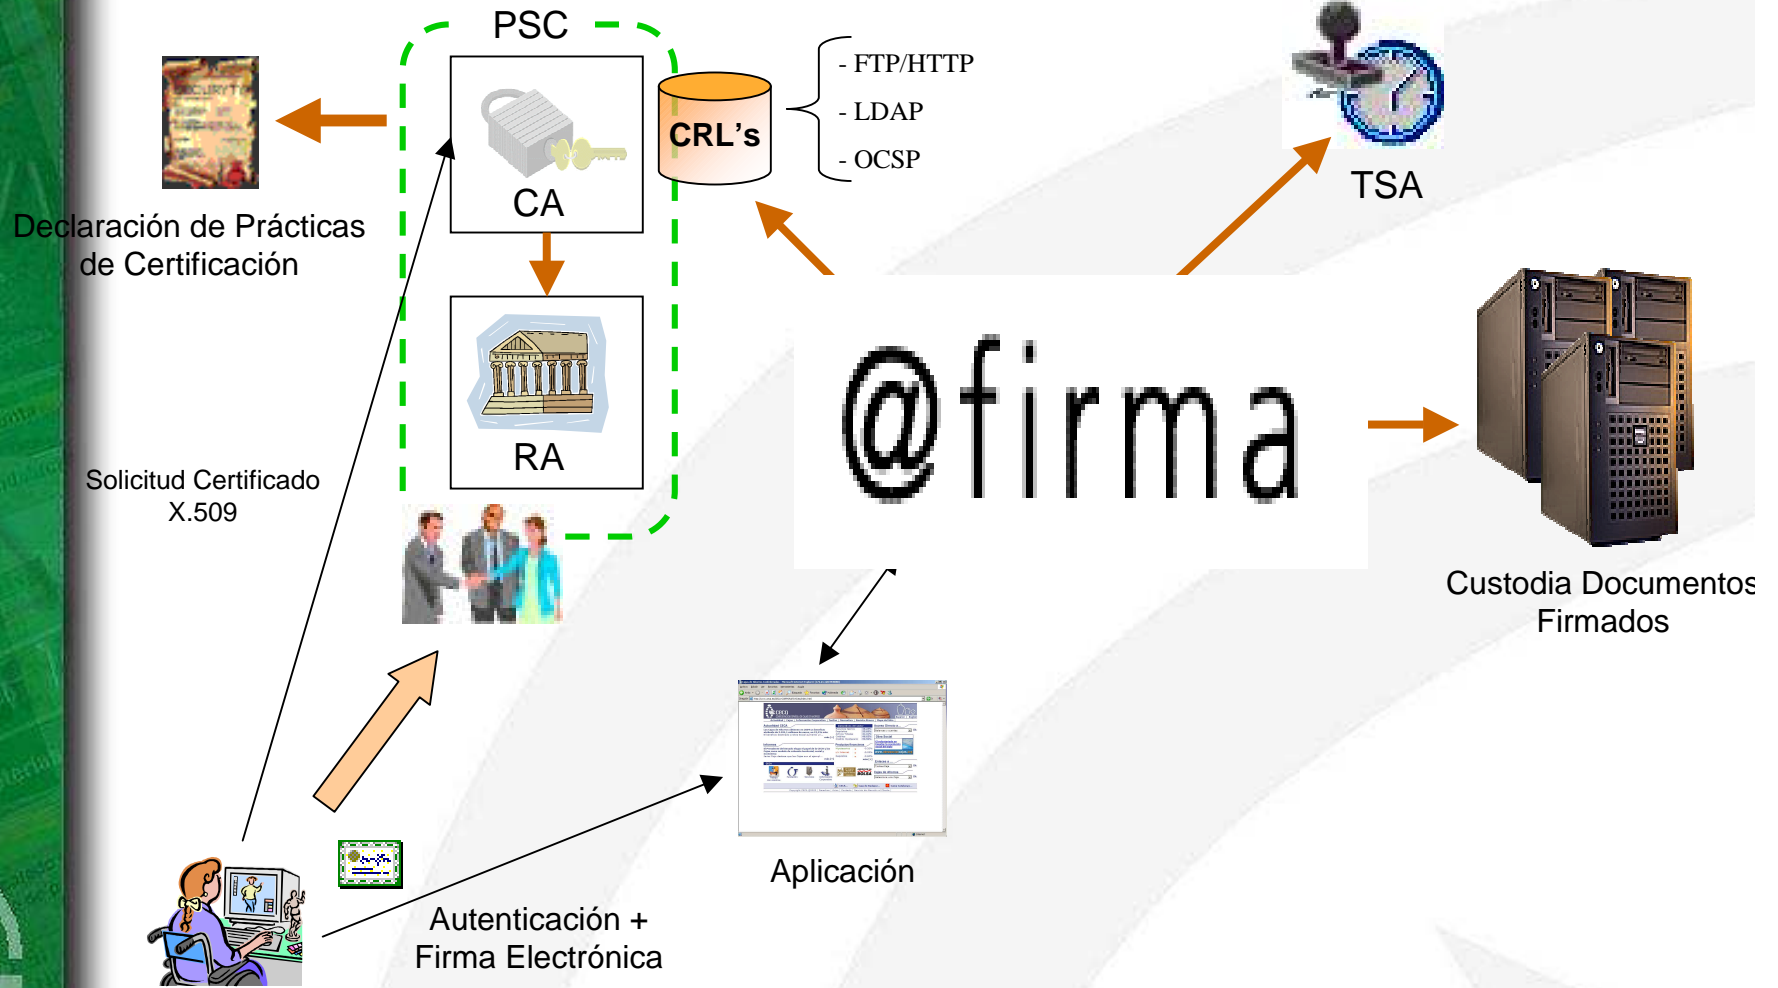 PSC
- FTP/HTTP
- LDAP
- OCSP
CRL's
CA
TSA
Declaración de Prácticas
de Certificación
@firma
RA
Solicitud Certificado
X.509
Custodia Documentos
Firmados
Aplicación
Autenticación +
Firma Electrónica